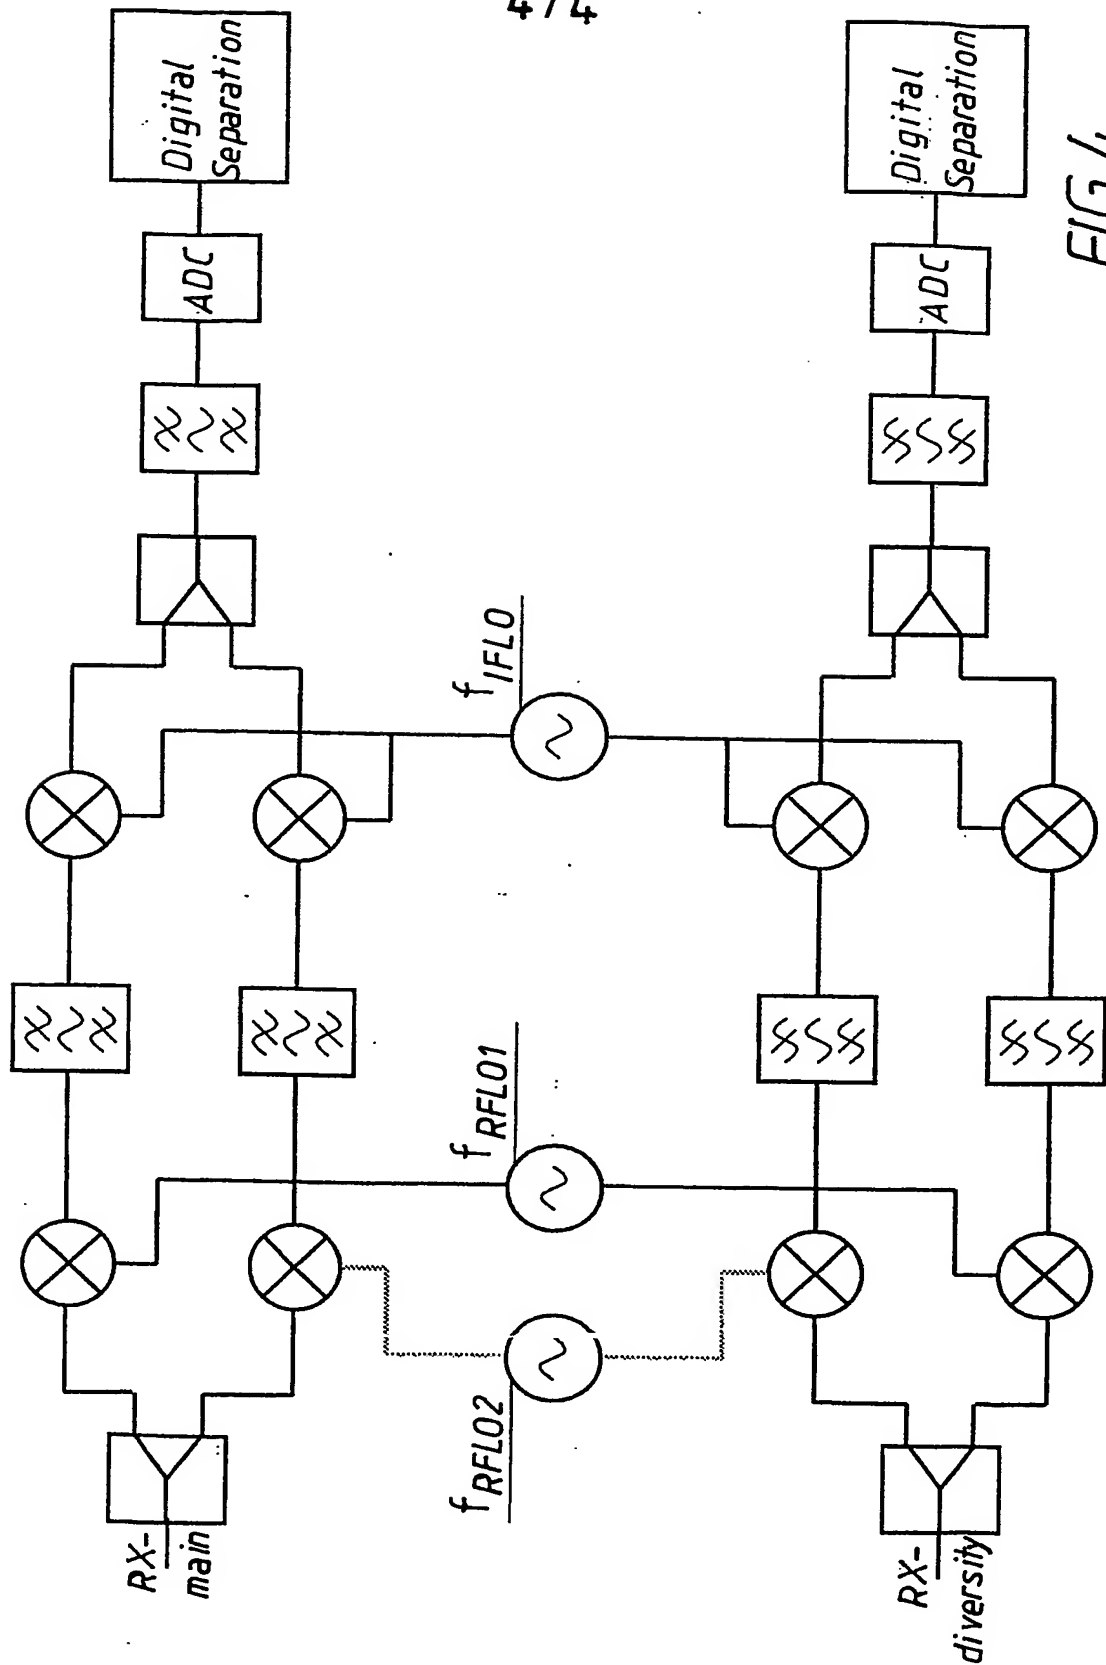 4/4
Digital
Separation
ADC
f IFLO
f RFLO1
f RFLO2
RX-
main
Digital
Separation
ADC
RX-
diversity
FIG 4